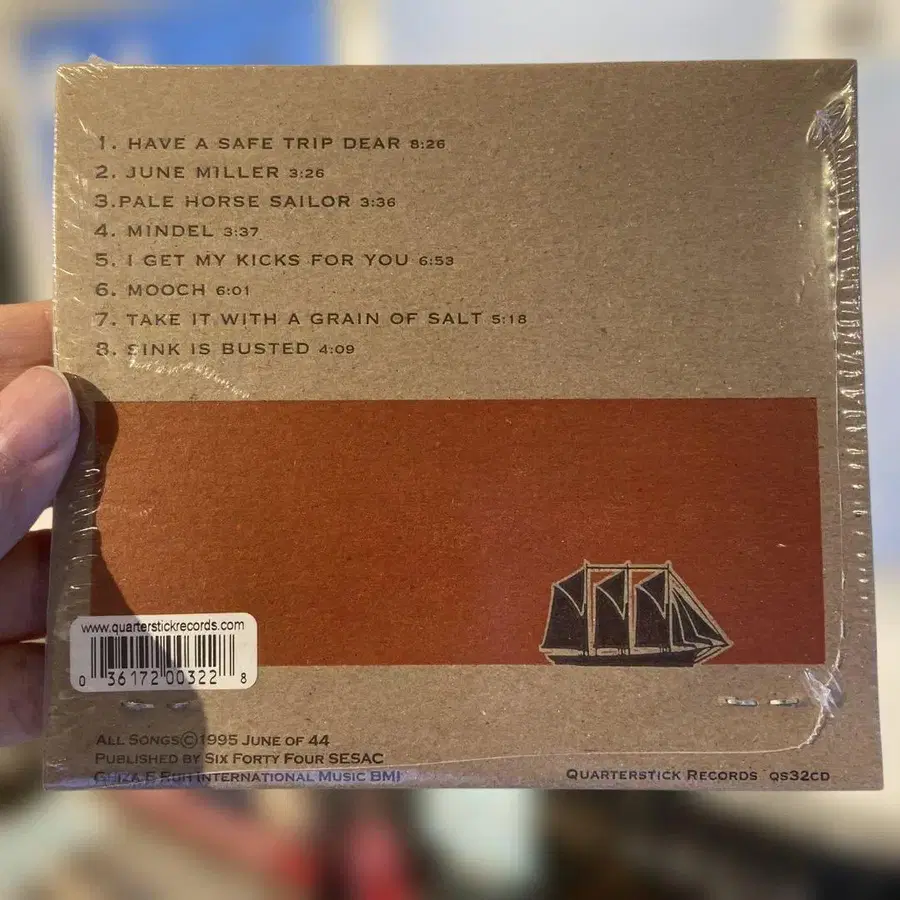 1. HAVE A SAFE TRIP DEAR 8:26
2. JUNE MILLER 3:26
3.PALE HORSE SAILOR 3:36
4. MINDEL 3:37
5. I GET MY KICKS FOR YOU 6:53
6. MOOCH 6:01
7. TAKE IT WITH A GRAIN OF SALT 5:18
8. SINK IS BUSTED 4:09
www.quarterstickrecords.com
0 36172 00322 8
ALL SONGS©1995 JUNE OF 44
PUBLISHED BY SIX FORTY FOUR SESAC
INTERNATIONAL MUSIC BMI
QUARTERSTICK RECORDS QS32CD